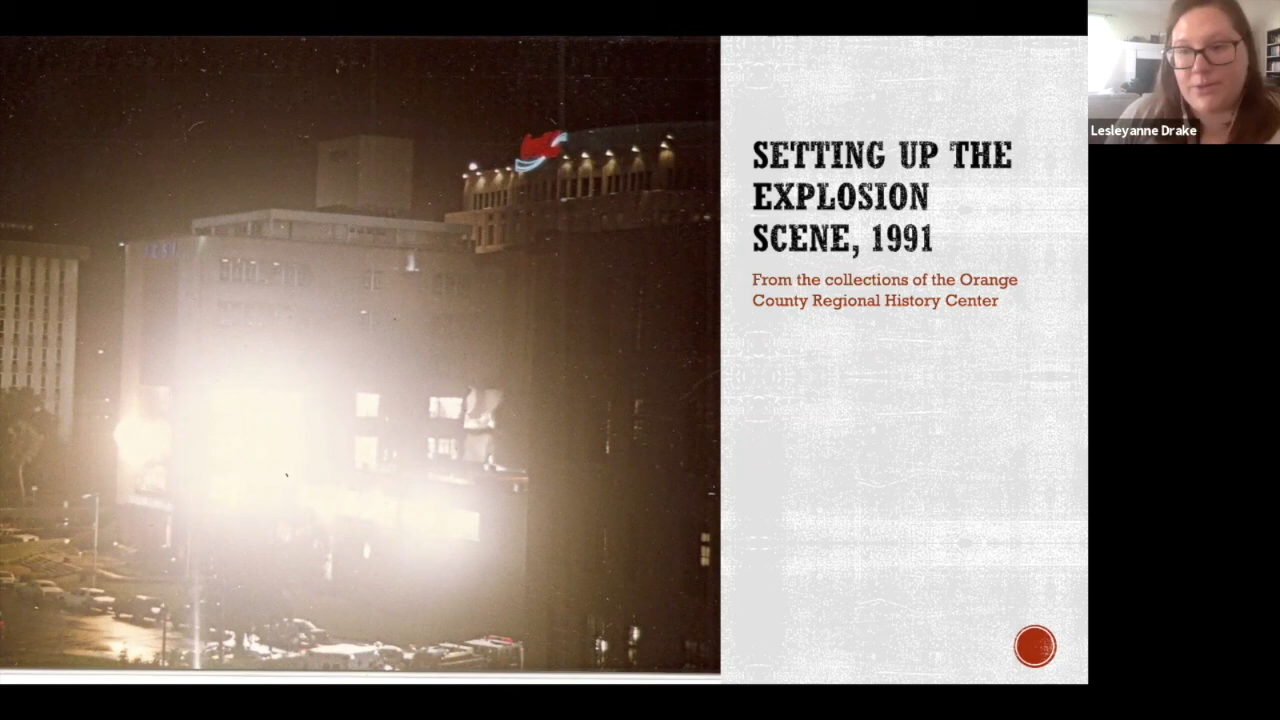 SETTING UP THE
EXPLOSION
SCENE, 1991
From the collections of the Orange
County Regional History Center
Lesleyanne Drake